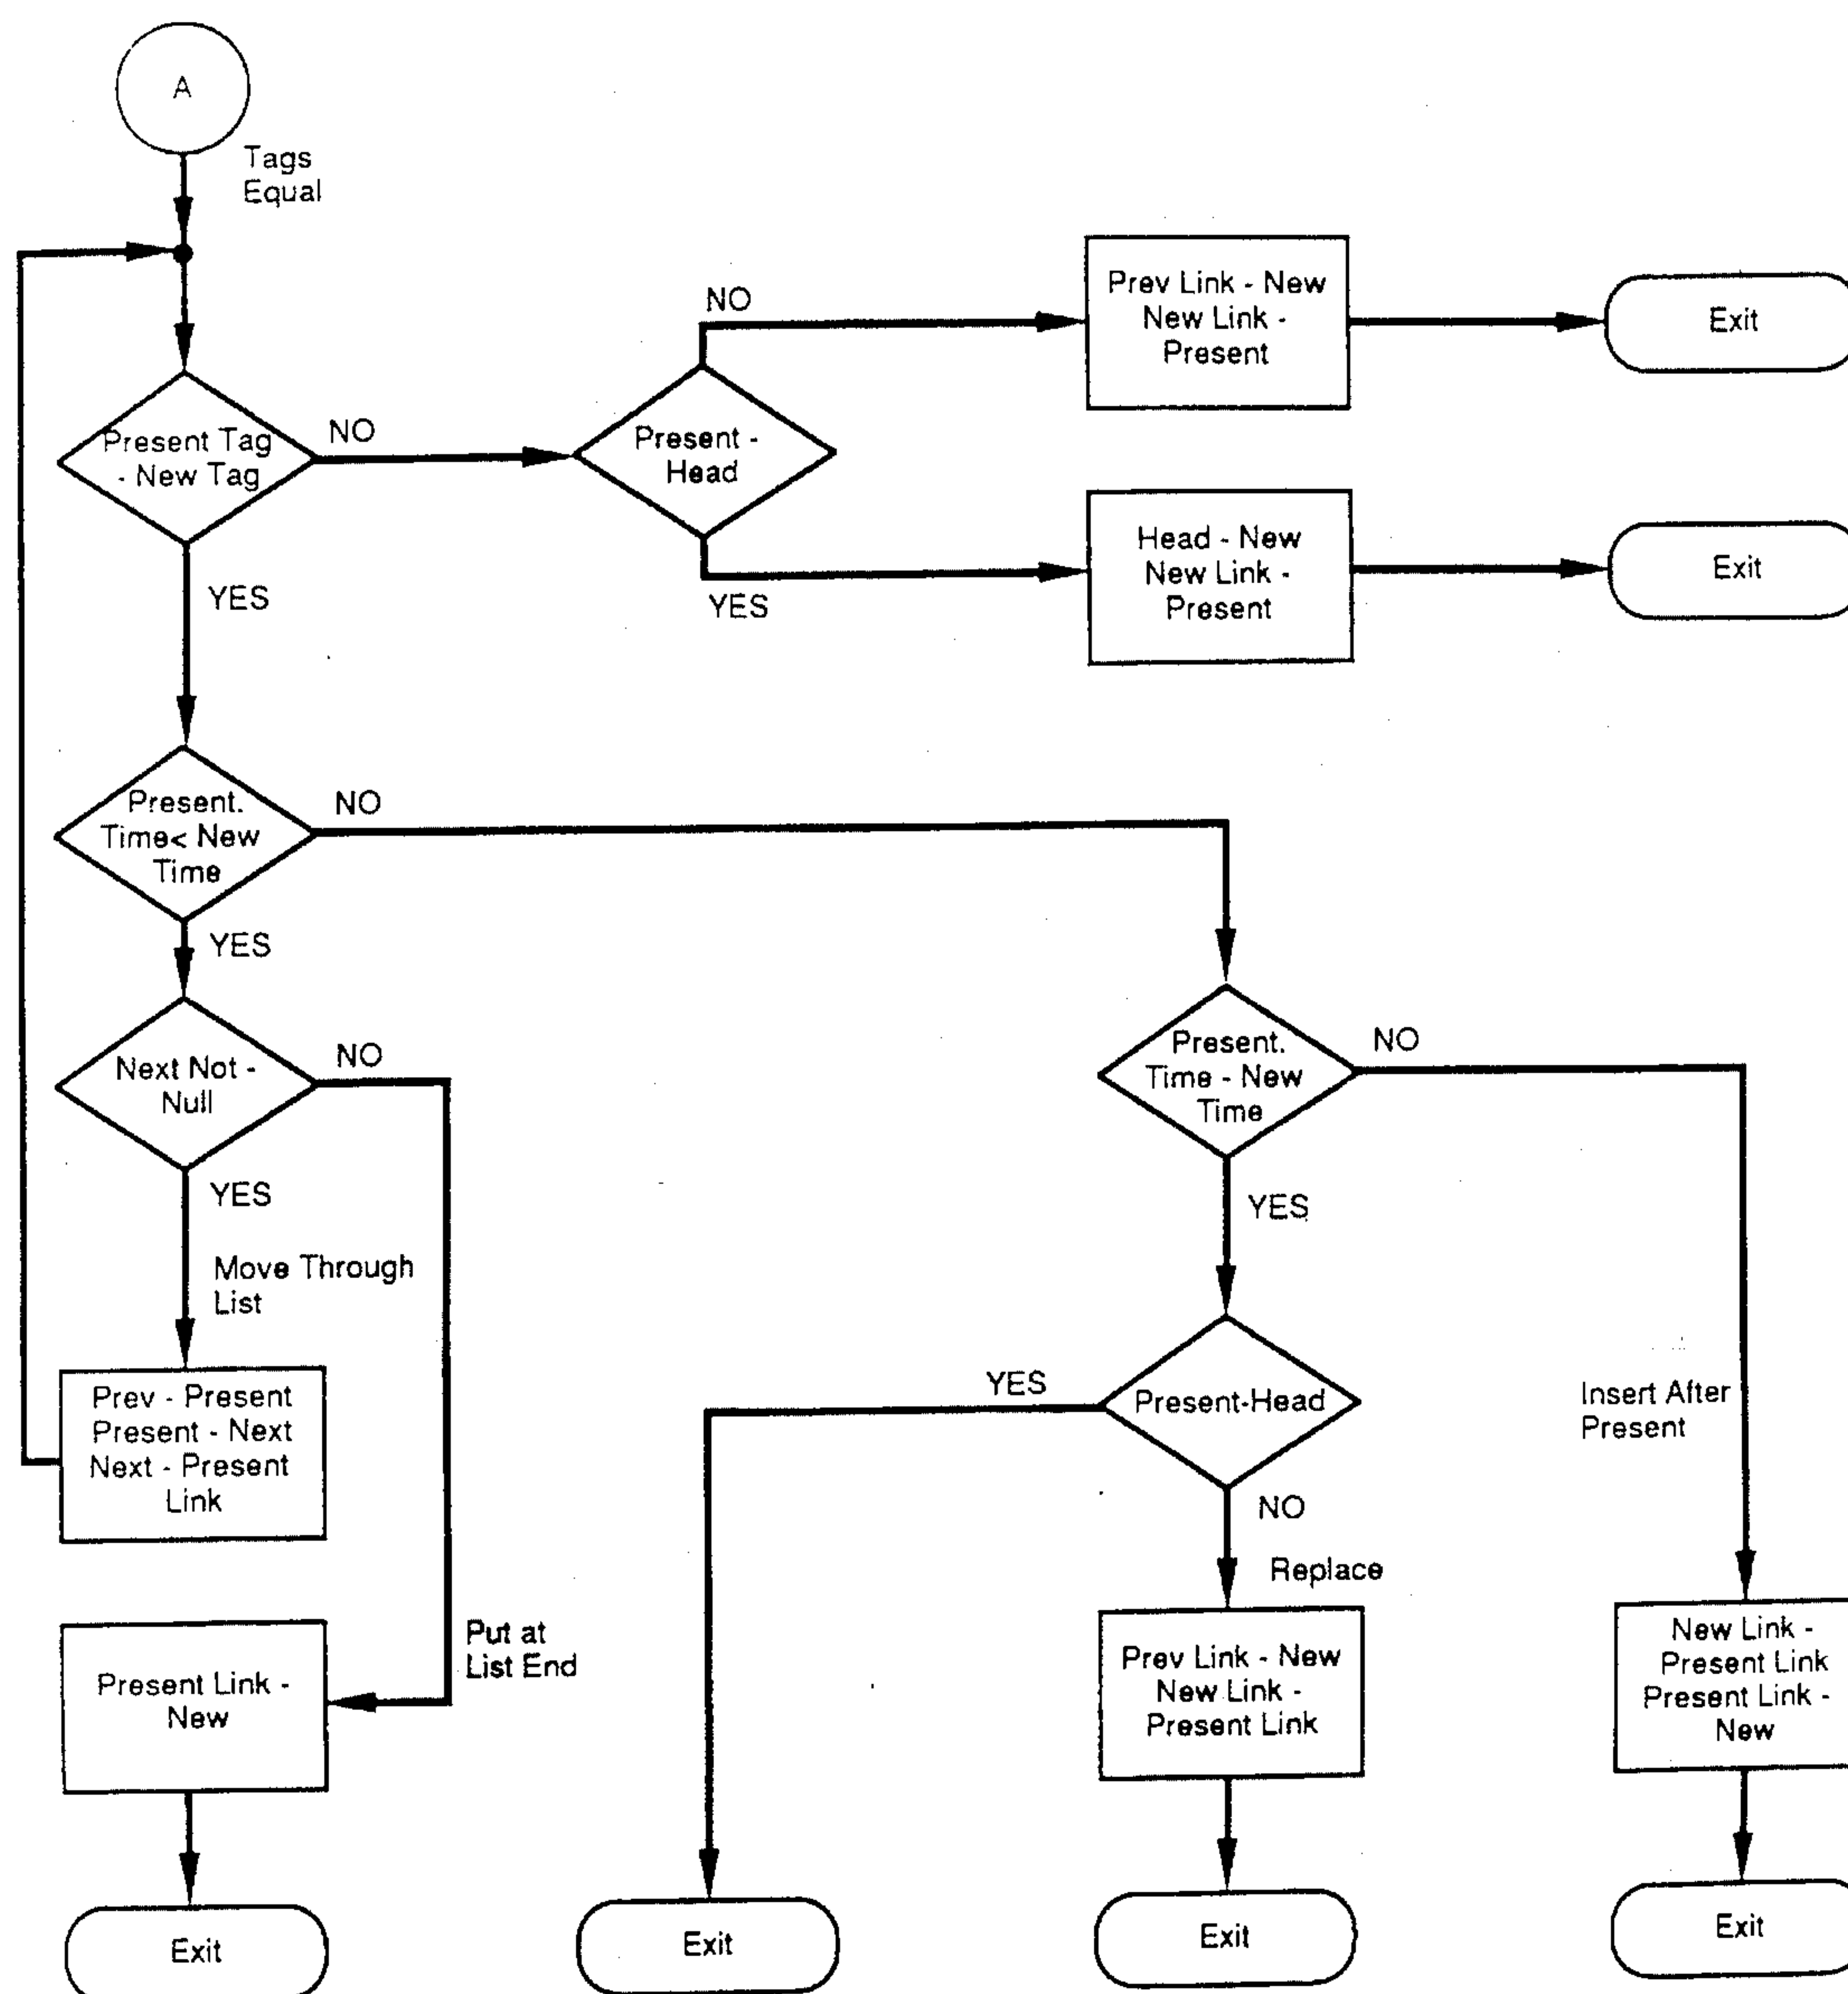 A
Tags
Equal
Present Tag
- New Tag
NO
YES
Present -
Head
NO
YES
Prev Link - New
New Link -
Present
Exit
Head - New
New Link -
Present
Exit
Present.
Time< New
Time
NO
YES
Next Not -
Null
NO
YES
Move Through
List
Prev - Present
Present - Next
Next - Present
Link
Put at
List End
Present Link -
New
Exit
Present.
Time - New
Time
NO
YES
Present-Head
YES
NO
Exit
Replace
Prev Link - New
New Link -
Present Link
Exit
Insert After
Present
New Link -
Present Link
Present Link -
New
Exit